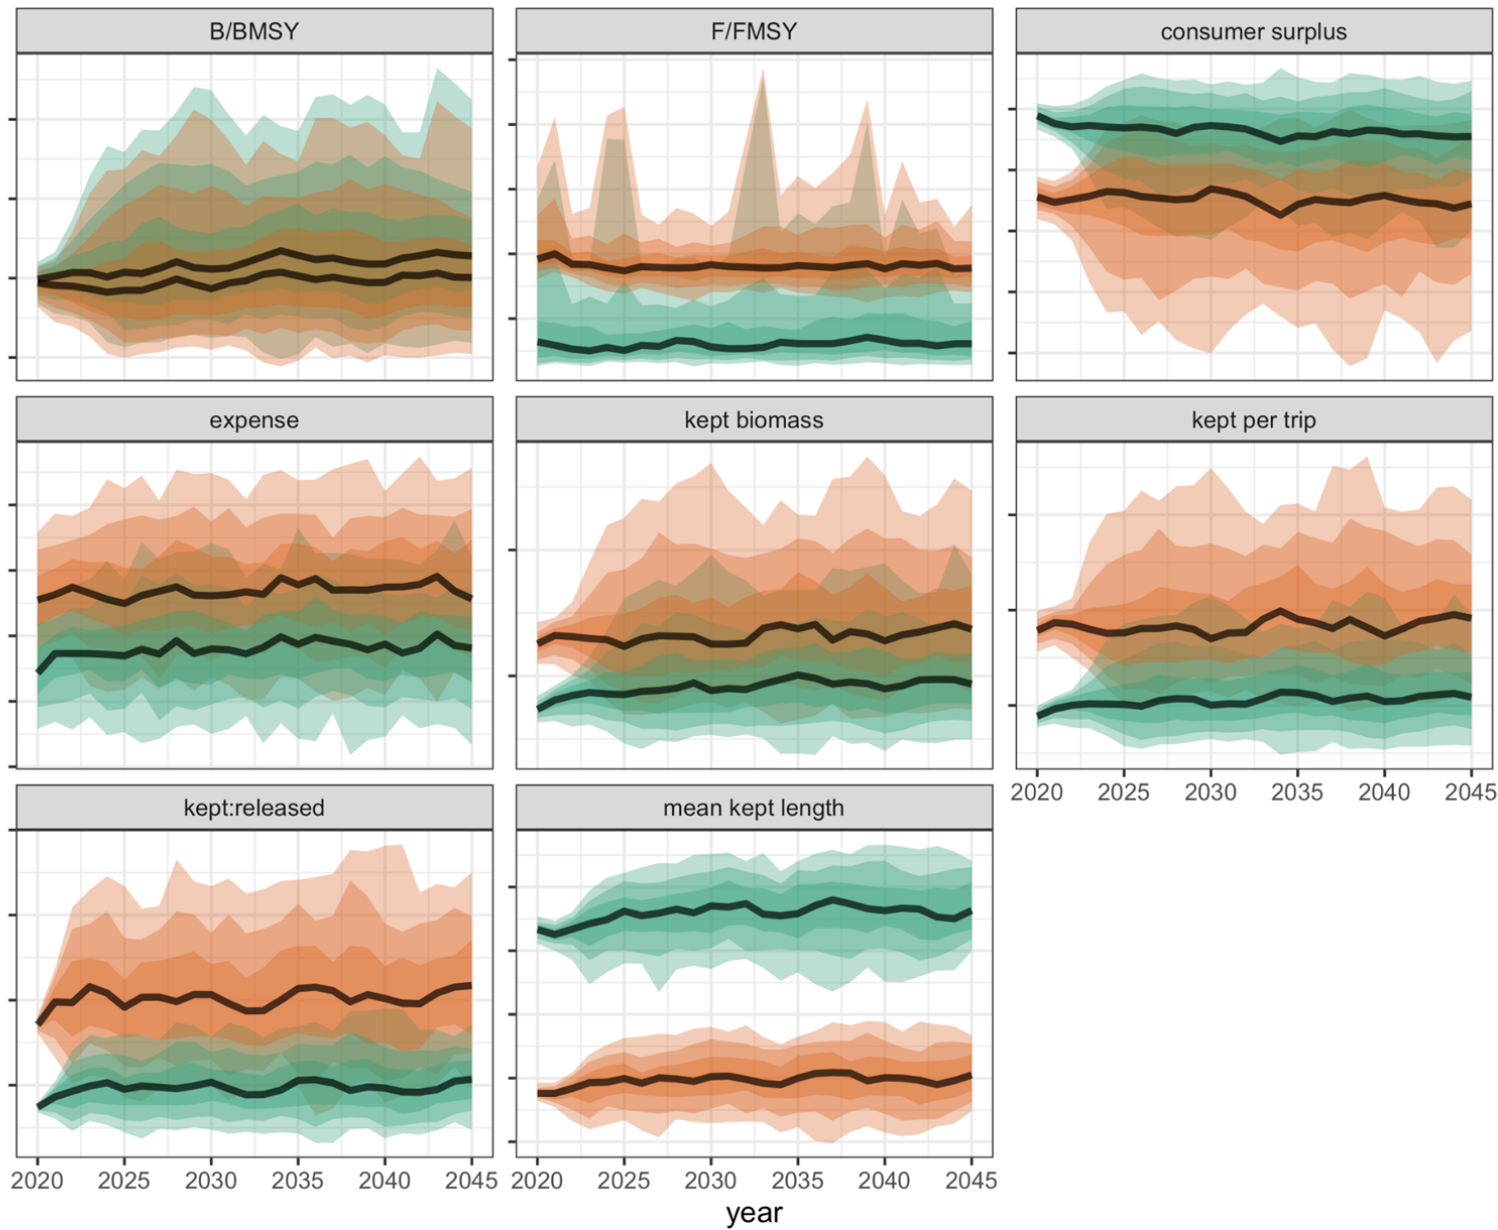 B/BMSY
F/FMSY
consumer surplus
expense
kept biomass
kept per trip
2020 2025 2030 2035 2040 2045
kept:released
mean kept length
2020 2025 2030 2035 2040 2045
2020 2025 2030 2035 2040 2045
year